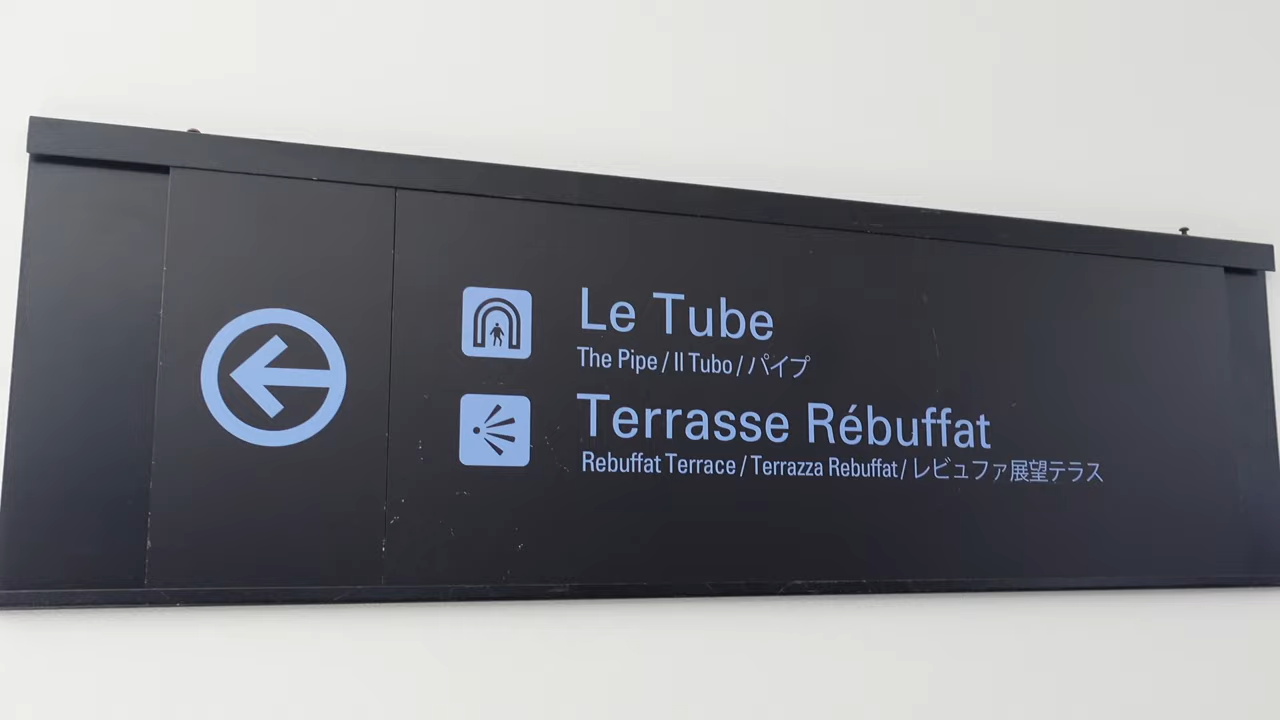 Le Tube
The Pipe / Il Tubo / パイプ
Terrasse Rébuffat
Rebuffat Terrace / Terrazza Rebuffat / レビュファ展望テラス